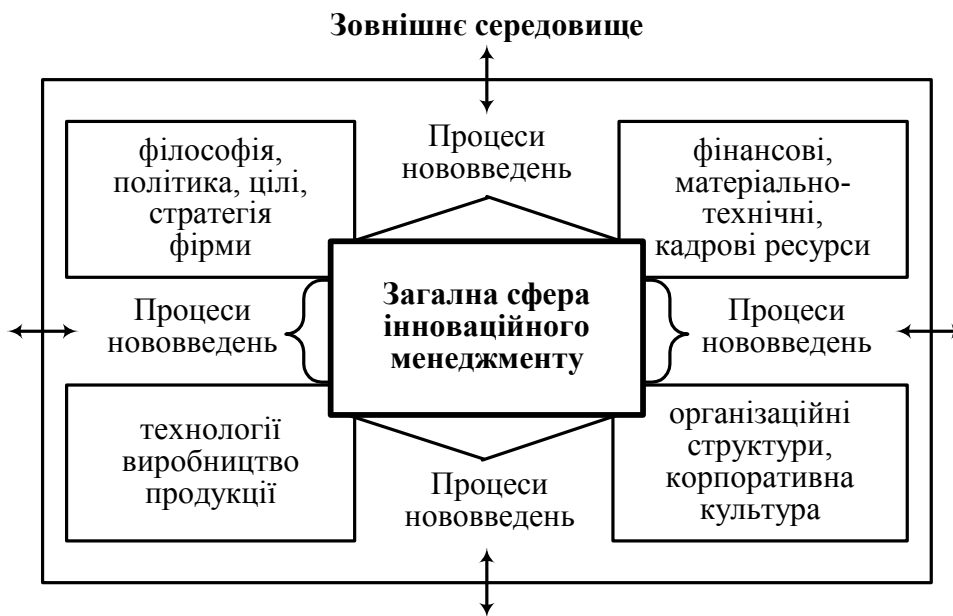 Зовнішнє середовище
Процеси
нововведень
філософія,
політика, цілі,
стратегія
фірми
фінансові,
матеріально-
технічні,
кадрові ресурси
Процеси
нововведень
Загална сфера
інноваційного
менеджменту
Процеси
нововведень
технології
виробництво
продукції
Процеси
нововведень
організаційні
структури,
корпоративна
культура